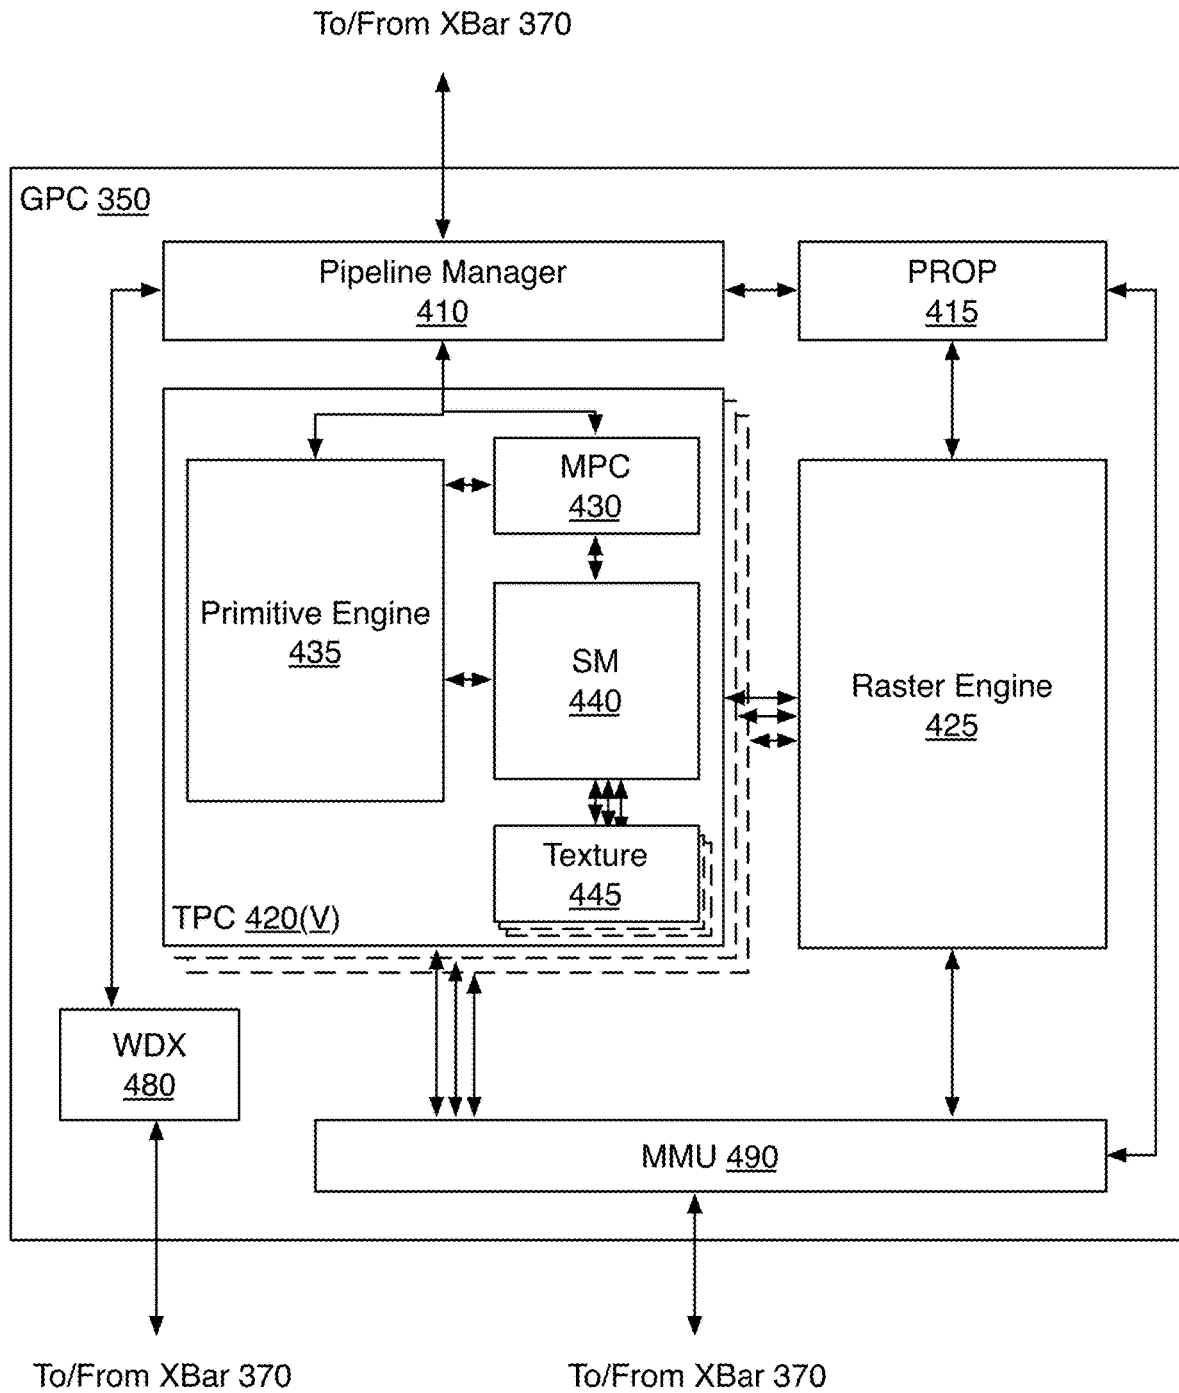 To/From XBar 370
GPC 350
Pipeline Manager
410
PROP
415
MPC
430
Primitive Engine
435
SM
440
Raster Engine
425
Texture
445
TPC 420(V)
WDX
480
MMU 490
To/From XBar 370
To/From XBar 370